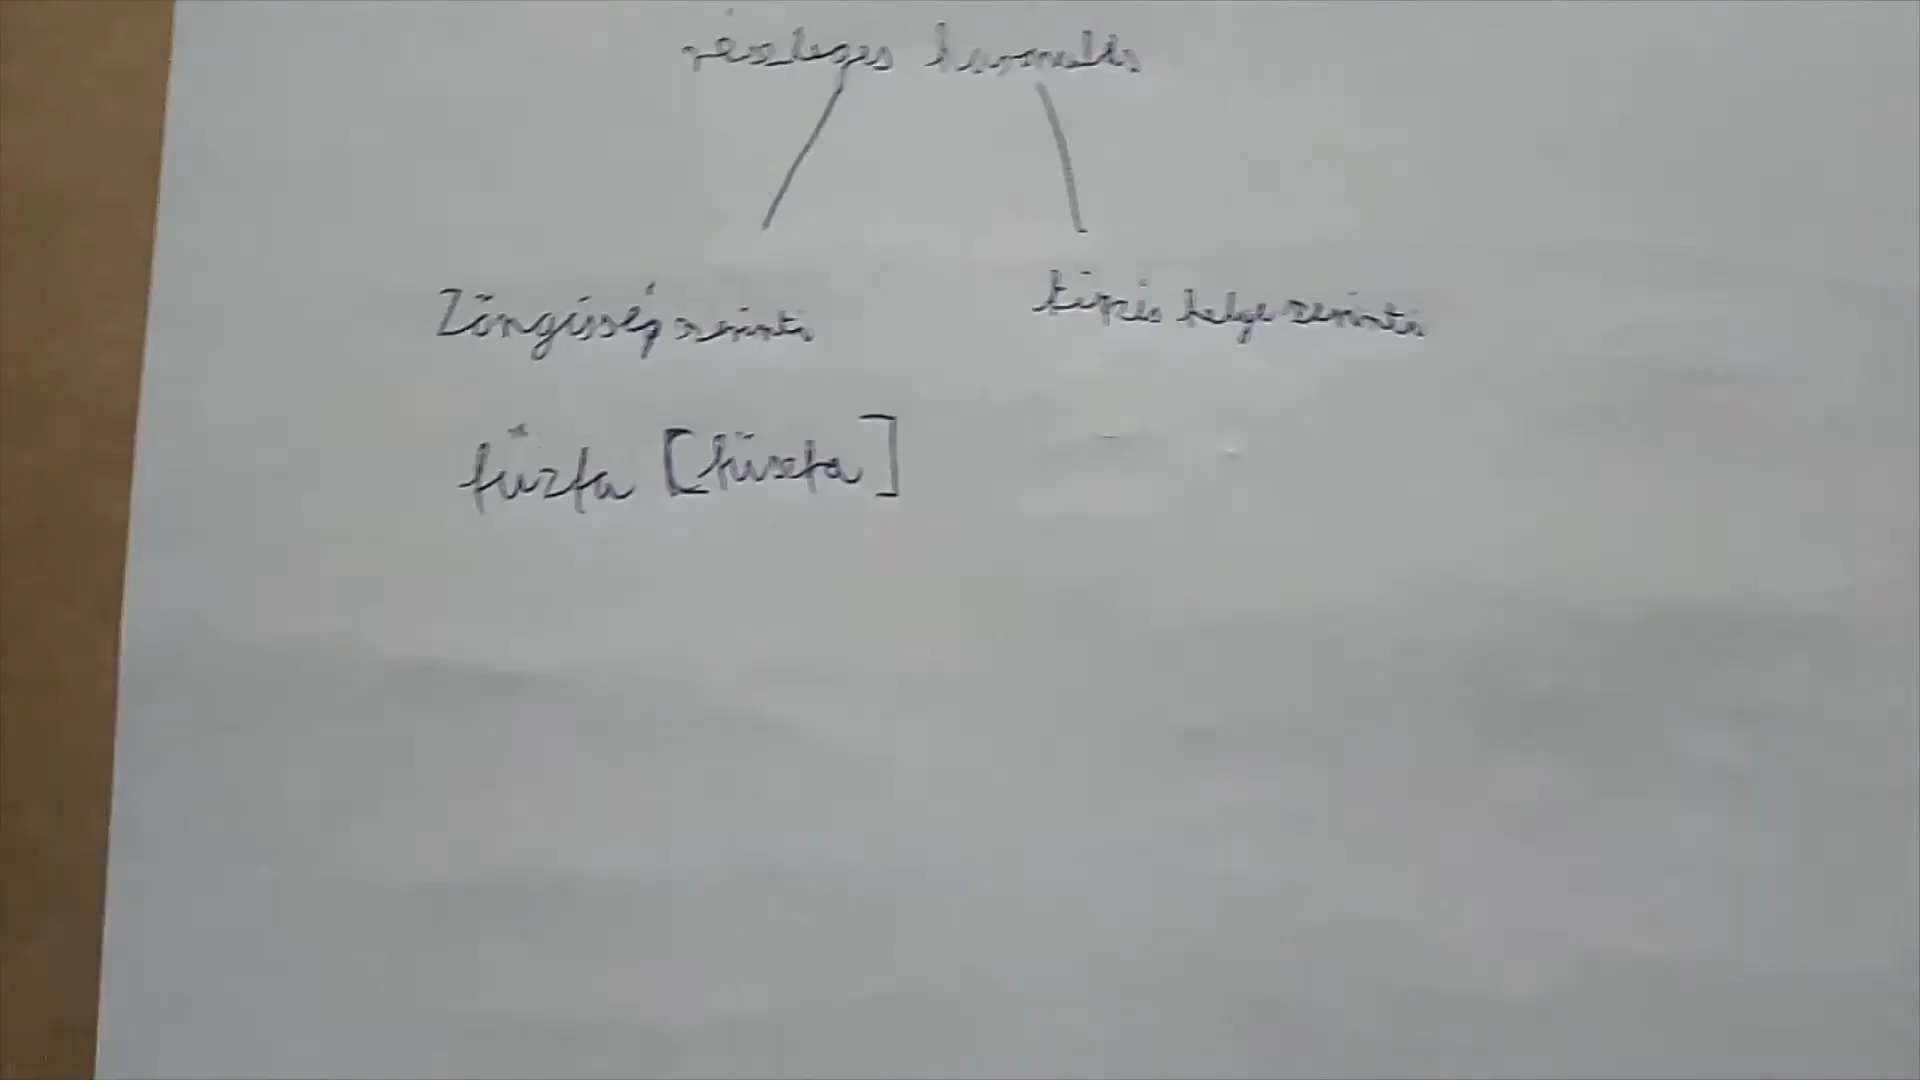 részleges hasonulás
Zöngésség szerinti képzés helye szerinti
fűzfa [fűszfa]